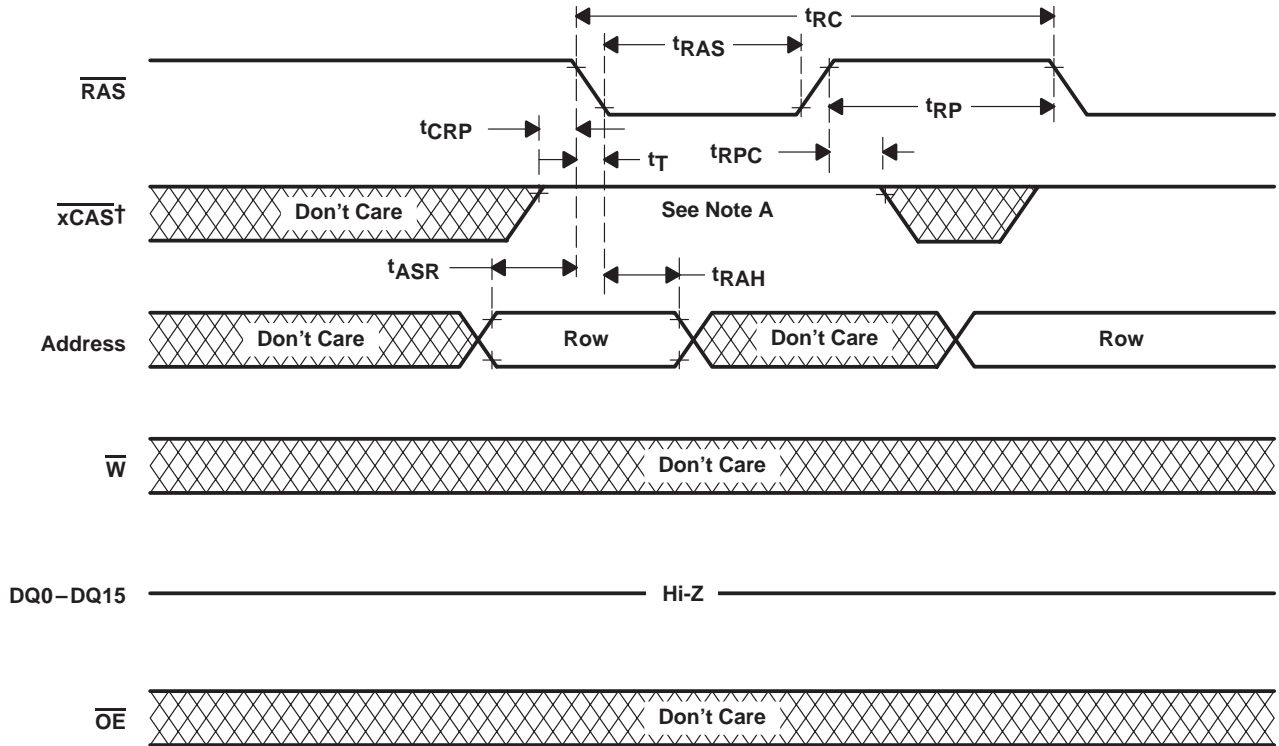 tRC
tRAS
RAS
tRP
tCRP
tRPC
tT
xCAS†
Don't Care
See Note A
tASR
tRAH
Address
Don't Care
Row
Don't Care
Row
W
Don't Care
DQ0–DQ15
Hi-Z
OE
Don't Care